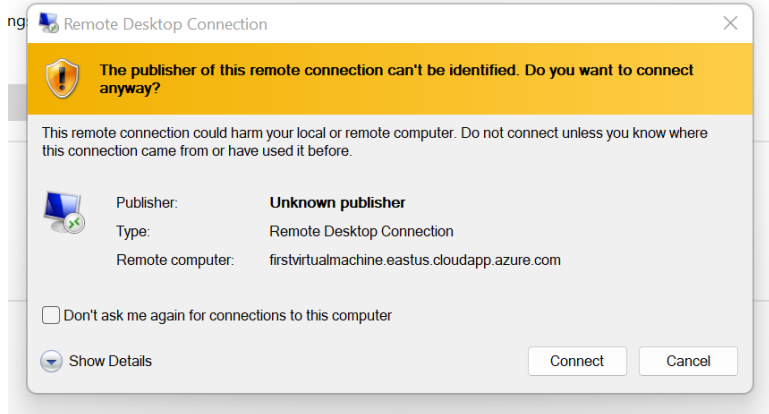 ng
Remote Desktop Connection
The publisher of this remote connection can't be identified. Do you want to connect
anyway?
This remote connection could harm your local or remote computer. Do not connect unless you know where
this connection came from or have used it before.
Publisher: Unknown publisher
Type: Remote Desktop Connection
Remote computer: firstvirtualmachine.eastus.cloudapp.azure.com
Don't ask me again for connections to this computer
Show Details Connect Cancel